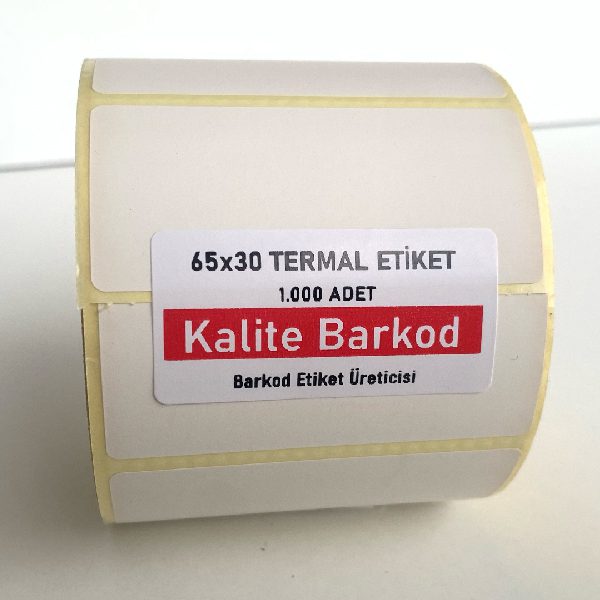 65x30 TERMAL ETİKET
1.000 ADET
Kalite Barkod
Barkod Etiket Üreticisi